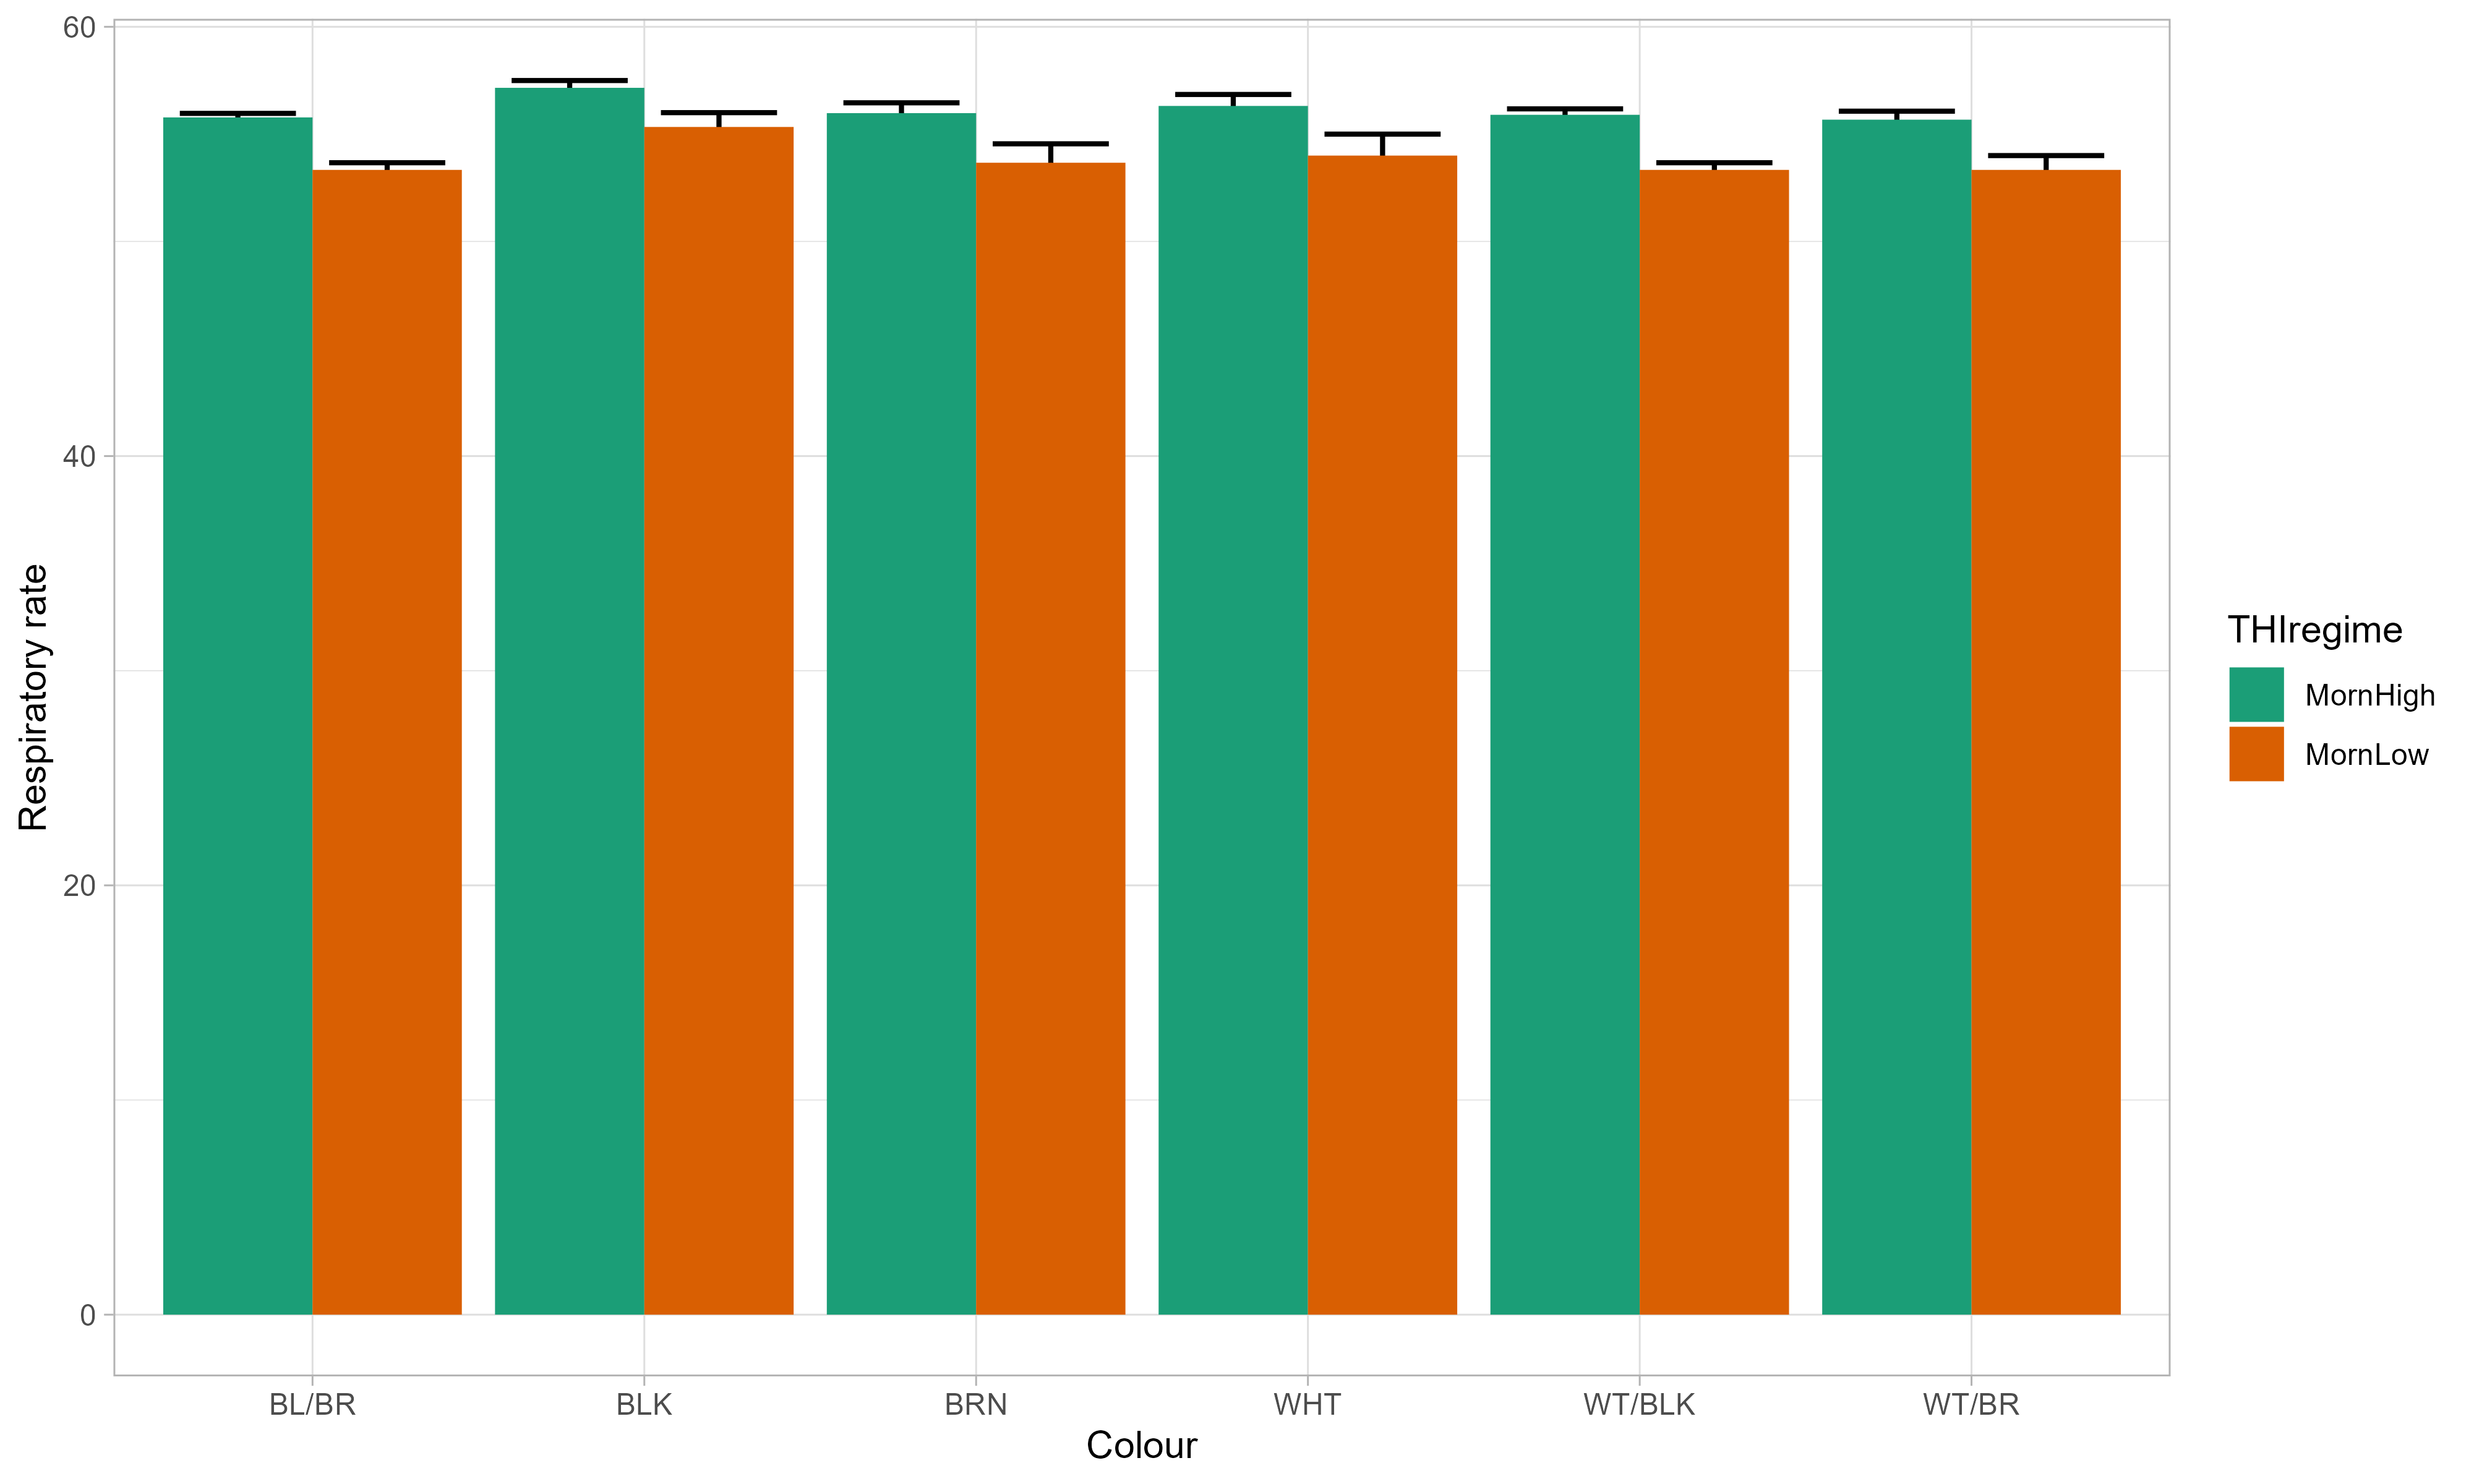 60
40
20
0
Respiratory rate
BL/BR
BLK
BRN
WHT
WT/BLK
WT/BR
Colour
THIregime
MornHigh
MornLow